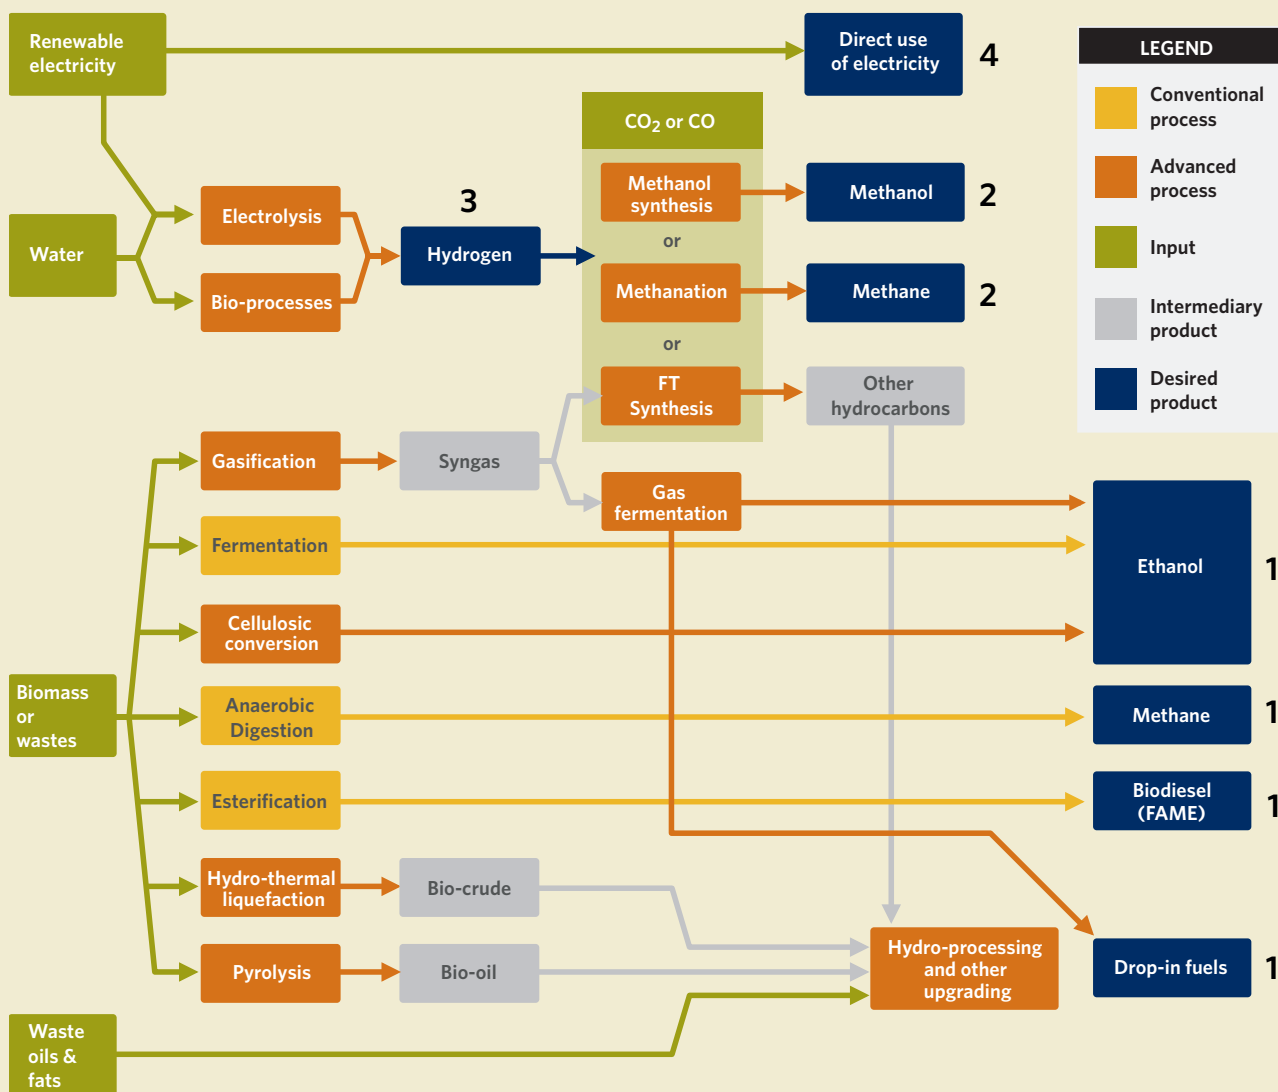 Renewable
electricity
Direct use
of electricity
4
LEGEND
Conventional
process
Advanced
process
Input
Intermediary
product
Desired
product
CO2 or CO
Water
Electrolysis
Bio-processes
3
Hydrogen
Methanol
synthesis
Methanol
2
or
Methanation
Methane
2
or
FT
Synthesis
Other
hydrocarbons
Gasification
Syngas
Gas
fermentation
Fermentation
Ethanol
1
Cellulosic
conversion
Biomass
or
wastes
Anaerobic
Digestion
Methane
1
Esterification
Biodiesel
(FAME)
1
Hydro-thermal
liquefaction
Bio-crude
Pyrolysis
Bio-oil
Hydro-processing
and other
upgrading
Drop-in fuels
1
Waste
oils &
fats